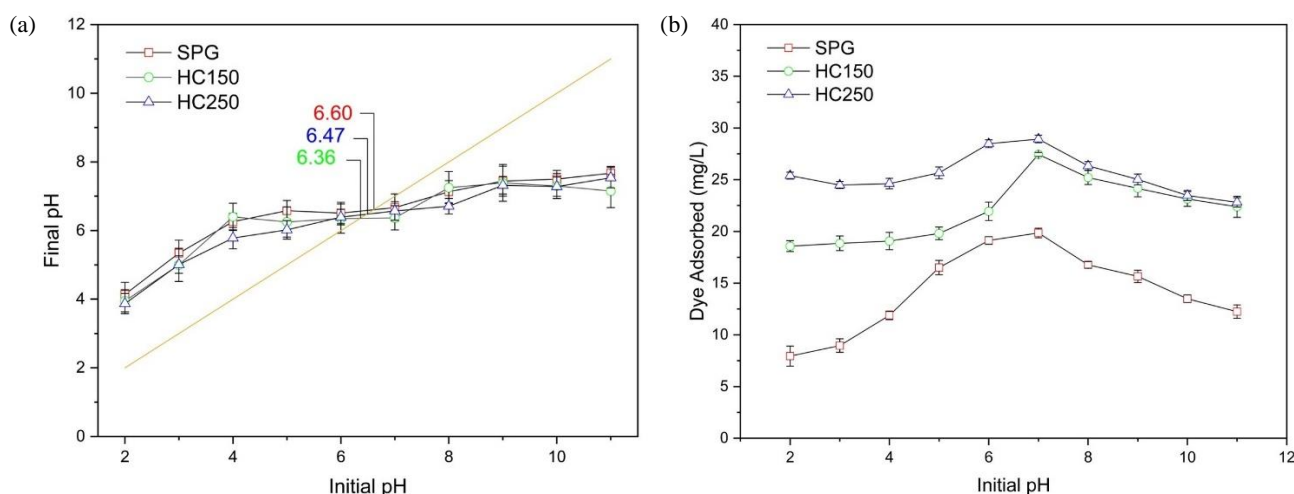 (a)
12
10
8
6
4
2
0
Final pH
SPG
HC150
HC250
6.60
6.47
6.36
2 4 6 8 10
Initial pH
(b)
40
35
30
25
20
15
10
5
0
Dye Adsorbed (mg/L)
SPG
HC150
HC250
2 4 6 8 10 12
Initial pH